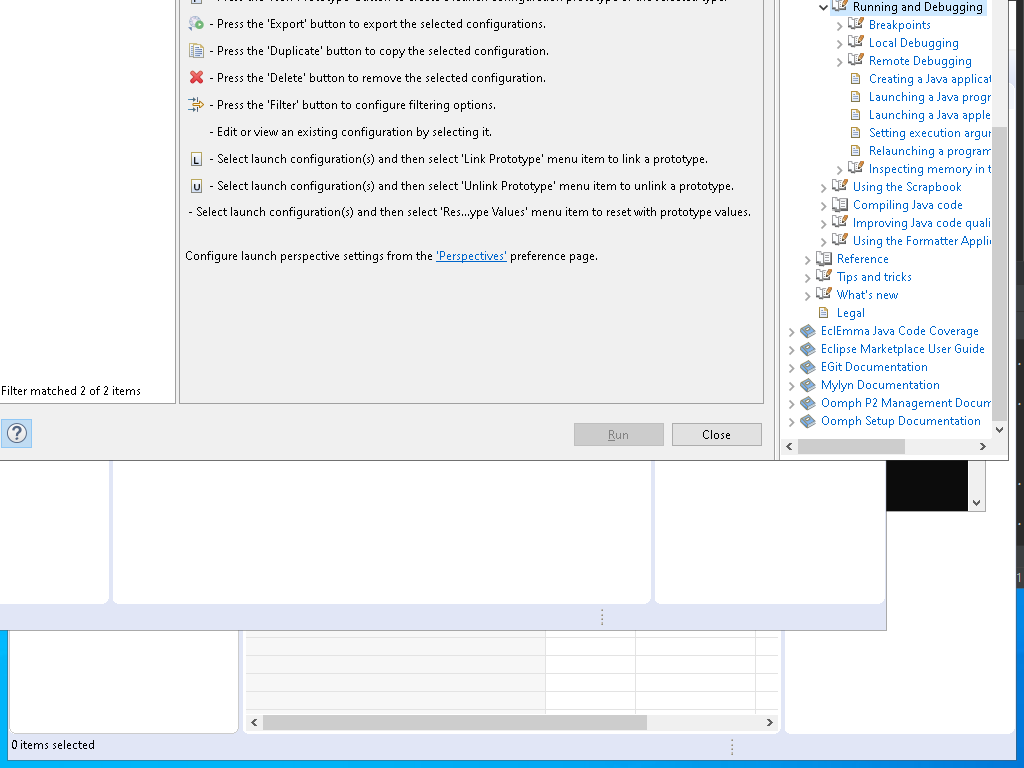 - Press the 'Export' button to export the selected configurations.
- Press the 'Duplicate' button to copy the selected configuration.
- Press the 'Delete' button to remove the selected configuration.
- Press the 'Filter' button to configure filtering options.
- Edit or view an existing configuration by selecting it.
L - Select launch configuration(s) and then select 'Link Prototype' menu item to link a prototype.
U - Select launch configuration(s) and then select 'Unlink Prototype' menu item to unlink a prototype.
- Select launch configuration(s) and then select 'Res...ype Values' menu item to reset with prototype values.
Configure launch perspective settings from the 'Perspectives' preference page.
Filter matched 2 of 2 items
Run
Close
Running and Debugging
Breakpoints
Local Debugging
Remote Debugging
Creating a Java applicat
Launching a Java progr
Launching a Java apple
Setting execution argur
Relaunching a program
Inspecting memory in t
Using the Scrapbook
Compiling Java code
Improving Java code quali
Using the Formatter Appli
Reference
Tips and tricks
What's new
Legal
EclEmma Java Code Coverage
Eclipse Marketplace User Guide
EGit Documentation
Mylyn Documentation
Oomph P2 Management Docum
Oomph Setup Documentation
1
0 items selected